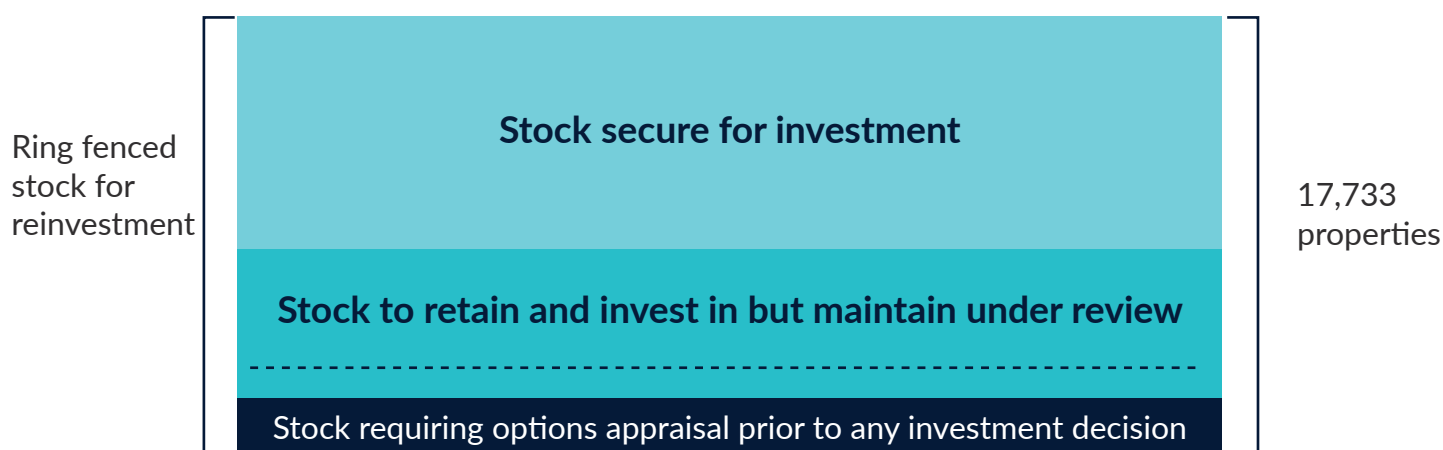 Ring fenced
stock for
reinvestment
Stock secure for investment
17,733
properties
Stock to retain and invest in but maintain under review
Stock requiring options appraisal prior to any investment decision